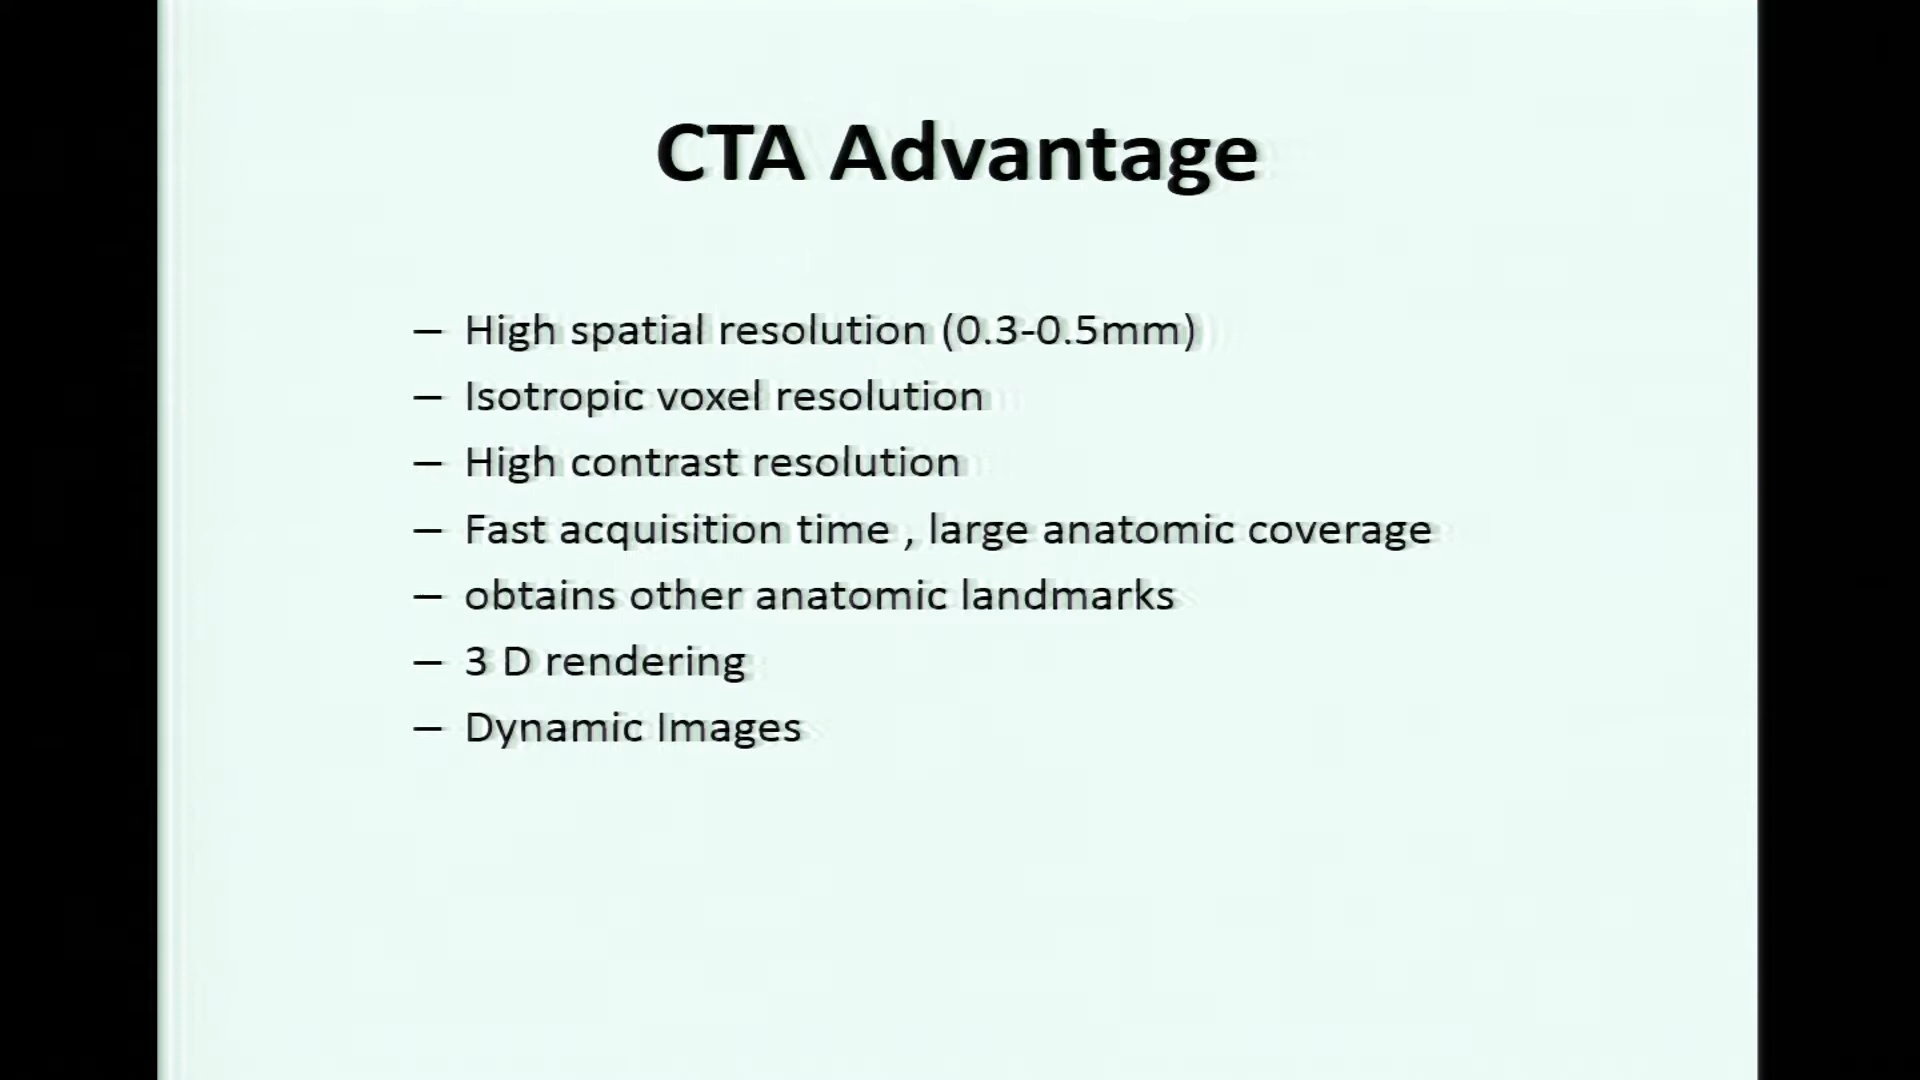 CTA Advantage
– High spatial resolution (0.3-0.5mm)
– Isotropic voxel resolution
– High contrast resolution
– Fast acquisition time , large anatomic coverage
– obtains other anatomic landmarks
– 3 D rendering
– Dynamic Images